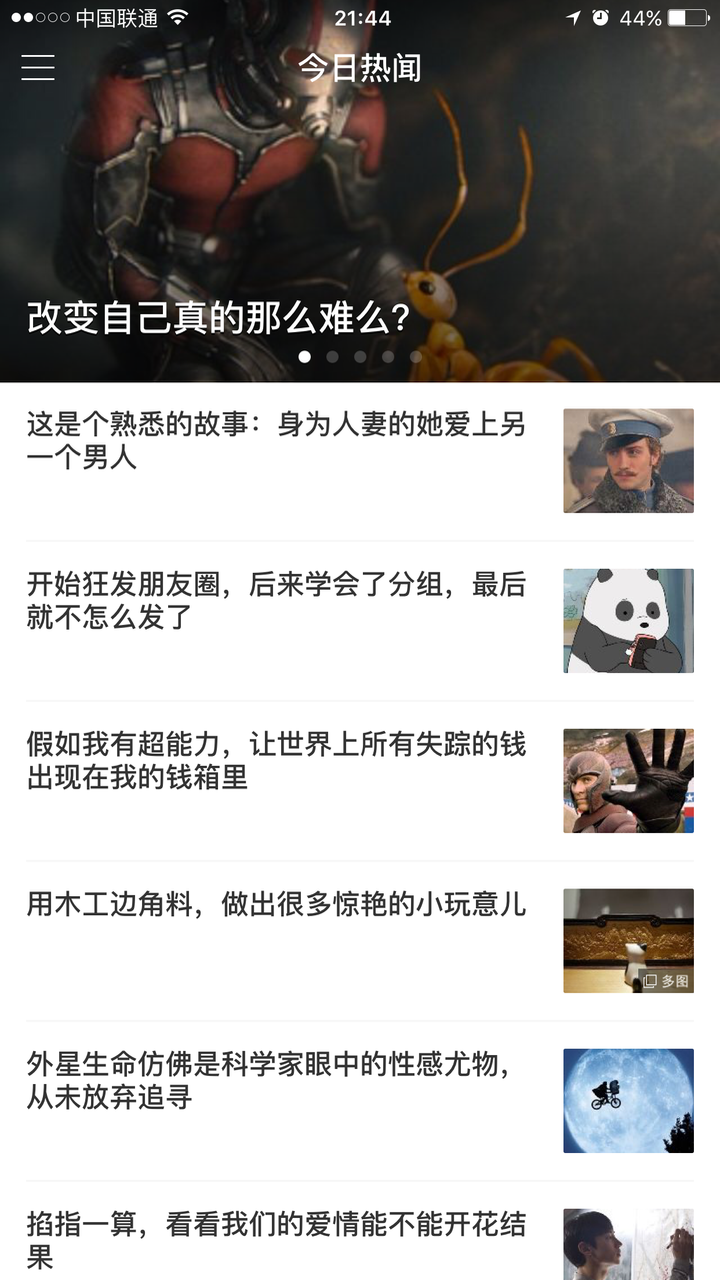 中国联通 21:44 44%
今日热闻
改变自己真的那么难么?
这是个熟悉的故事：身为人妻的她爱上另
一个男人
开始狂发朋友圈，后来学会了分组，最后
就不怎么发了
假如我有超能力，让世界上所有失踪的钱
出现在我的钱箱里
用木工边角料，做出很多惊艳的小玩意儿
多图
外星生命仿佛是科学家眼中的性感尤物，
从未放弃追寻
掐指一算，看看我们的爱情能不能开花结
果